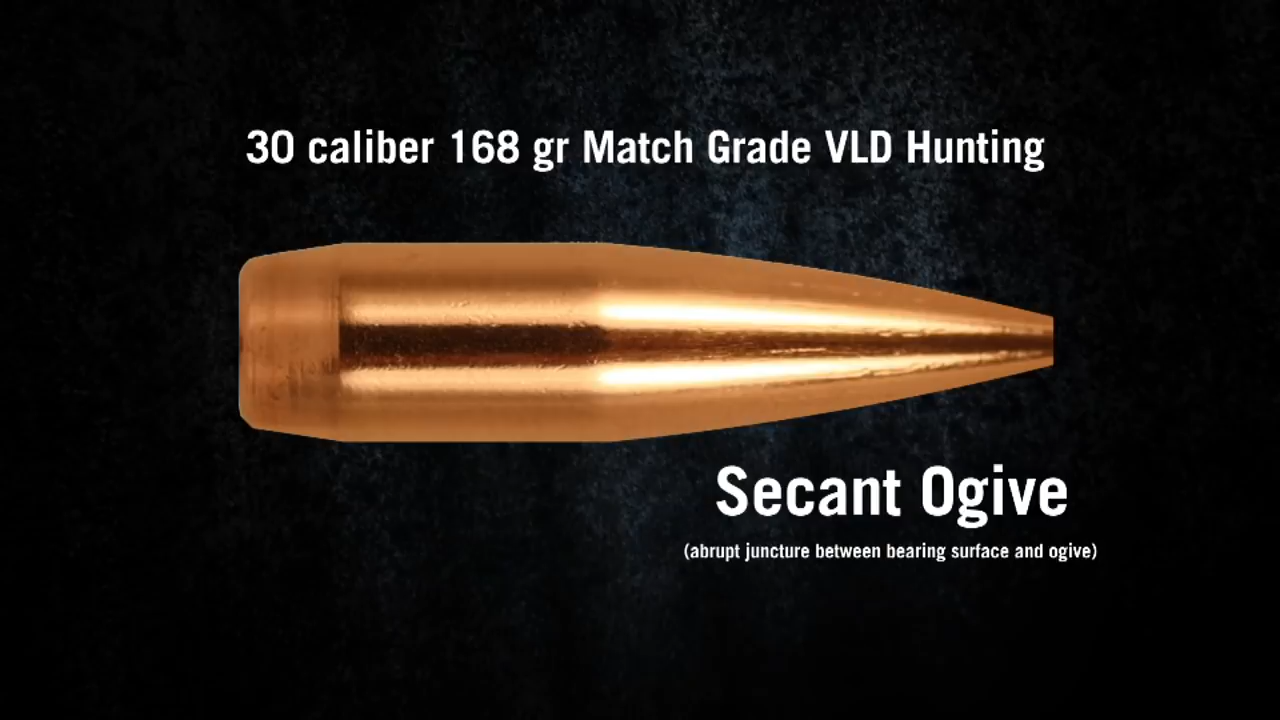 30 caliber 168 gr Match Grade VLD Hunting
Secant Ogive
(abrupt juncture between bearing surface and ogive)